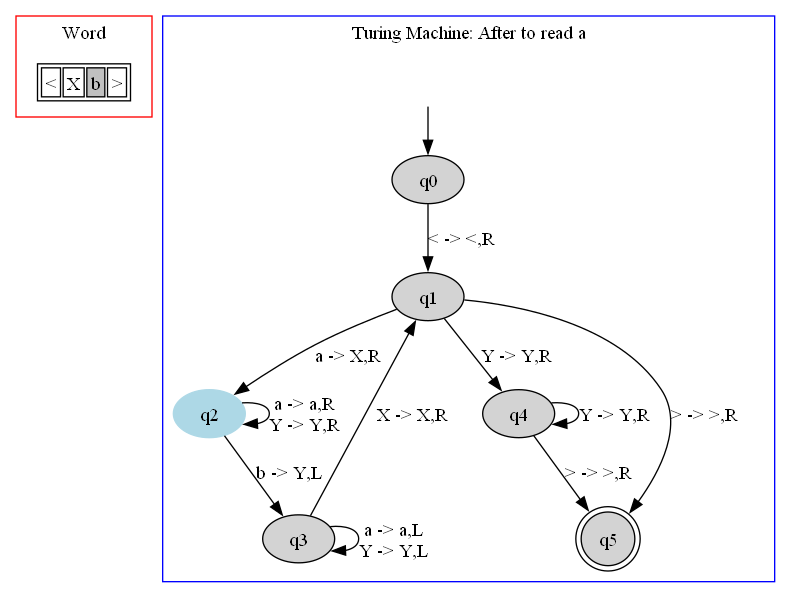 Word
< X b >
Turing Machine: After to read a
q0
< -> <,R
q1
a -> X,R
Y -> Y,R
q2
a -> a,R
Y -> Y,R
X -> X,R
q4
Y -> Y,R
> -> >,R
b -> Y,L
> -> >,R
q3
a -> a,L
Y -> Y,L
q5